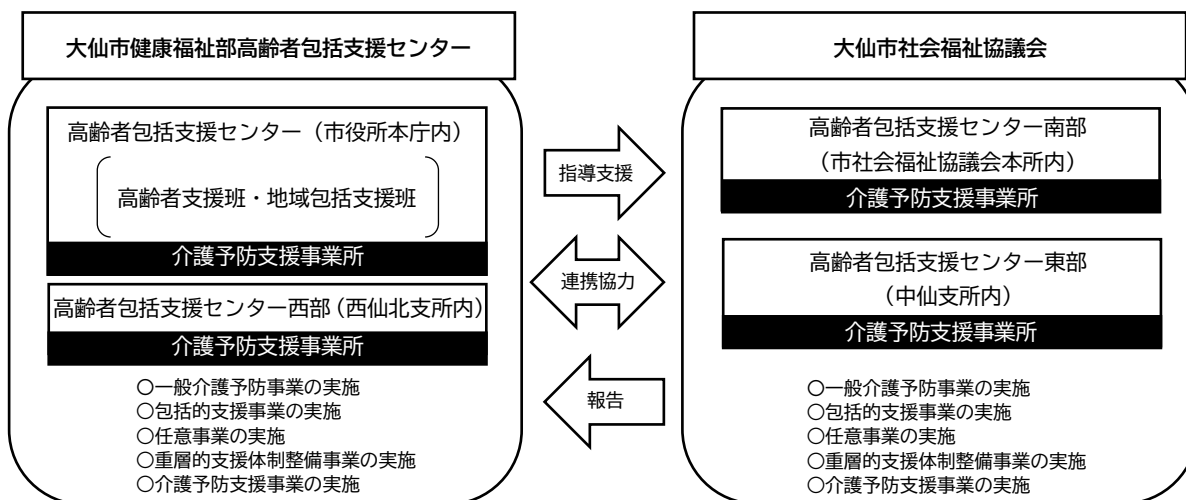 大仙市健康福祉部高齢者包括支援センター
高齢者包括支援センター（市役所本庁内）
高齢者支援班・地域包括支援班
介護予防支援事業所
高齢者包括支援センター西部（西仙北支所内）
介護予防支援事業所
○一般介護予防事業の実施
○包括的支援事業の実施
○任意事業の実施
○重層的支援体制整備事業の実施
○介護予防支援事業の実施
指導支援
連携協力
報告
大仙市社会福祉協議会
高齢者包括支援センター南部
（市社会福祉協議会本所内）
介護予防支援事業所
高齢者包括支援センター東部
（中仙支所内）
介護予防支援事業所
○一般介護予防事業の実施
○包括的支援事業の実施
○任意事業の実施
○重層的支援体制整備事業の実施
○介護予防支援事業の実施